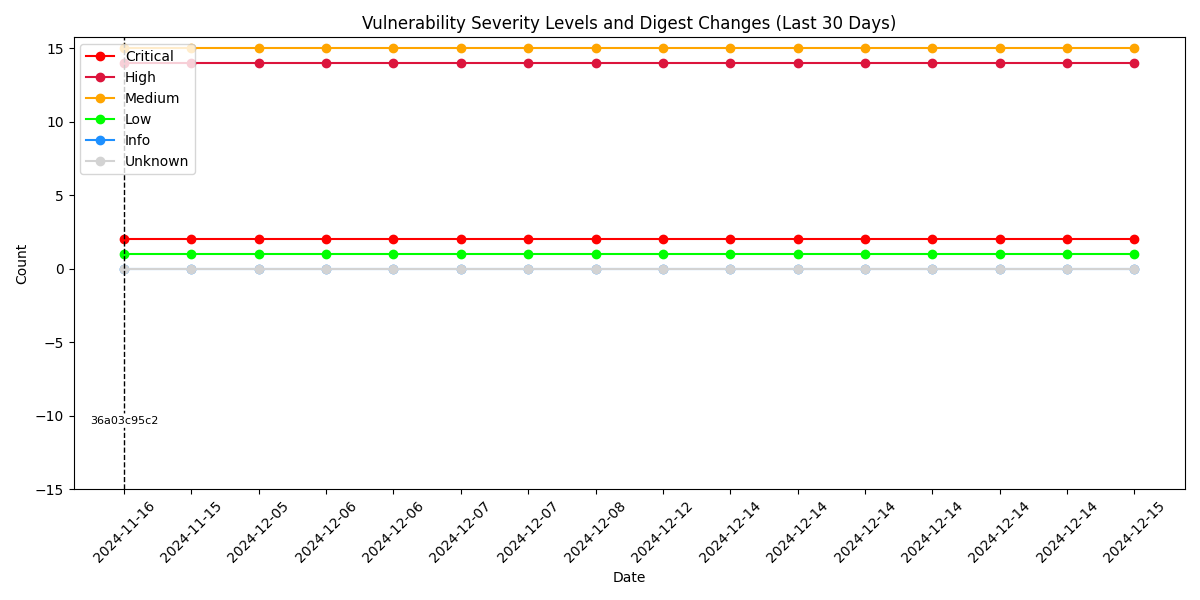 Vulnerability Severity Levels and Digest Changes (Last 30 Days)
15
10
5
0
−5
−10
−15
Count
Critical
High
Medium
Low
Info
Unknown
36a03c95c2
2024-11-16
2024-11-15
2024-12-05
2024-12-06
2024-12-06
2024-12-07
2024-12-07
2024-12-08
2024-12-12
2024-12-14
2024-12-14
2024-12-14
2024-12-14
2024-12-14
2024-12-14
2024-12-15
Date